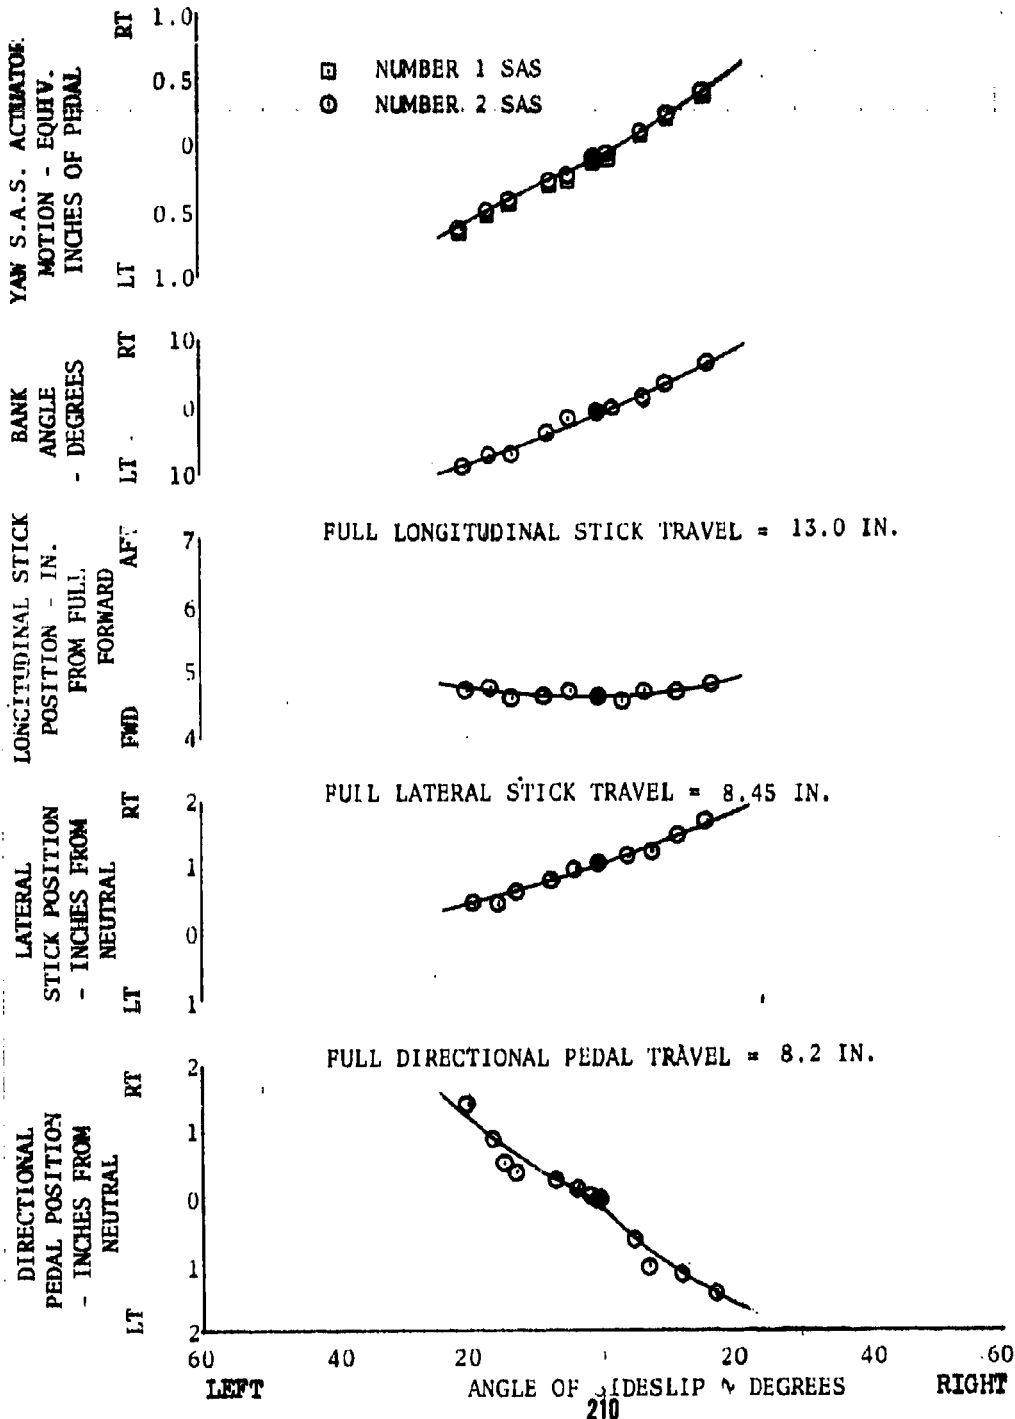 YAW S.A.S. ACTUATOR
MOTION - EQUIV.
INCHES OF PEDAL
LT RT
1.0
0.5
0
0.5
1.0
NUMBER 1 SAS
NUMBER 2 SAS
BANK
ANGLE
- DEGREES
LT - RT
10
0
10
LONGITUDINAL STICK
POSITION - IN.
FROM FULL
FORWARD
FWD AFT
7
6
5
4
FULL LONGITUDINAL STICK TRAVEL = 13.0 IN.
LATERAL
STICK POSITION
- INCHES FROM
NEUTRAL
LT RT
2
1
0
1
FULL LATERAL STICK TRAVEL = 8.45 IN.
DIRECTIONAL
PEDAL POSITION
- INCHES FROM
NEUTRAL
LT RT
2
1
0
1
2
FULL DIRECTIONAL PEDAL TRAVEL = 8.2 IN.
60 40 20 20 40 60
LEFT ANGLE OF SIDESLIP ~ DEGREES RIGHT
210